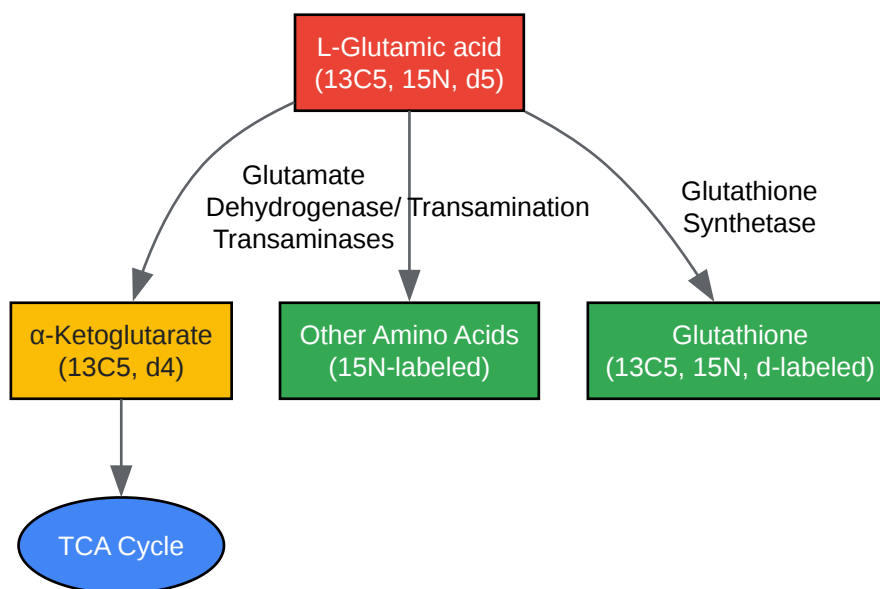 L-Glutamic acid
(13C5, 15N, d5)
Glutamate
Dehydrogenase/
Transaminases
Transamination
Glutathione
Synthetase
α-Ketoglutarate
(13C5, d4)
Other Amino Acids
(15N-labeled)
Glutathione
(13C5, 15N, d-labeled)
TCA Cycle